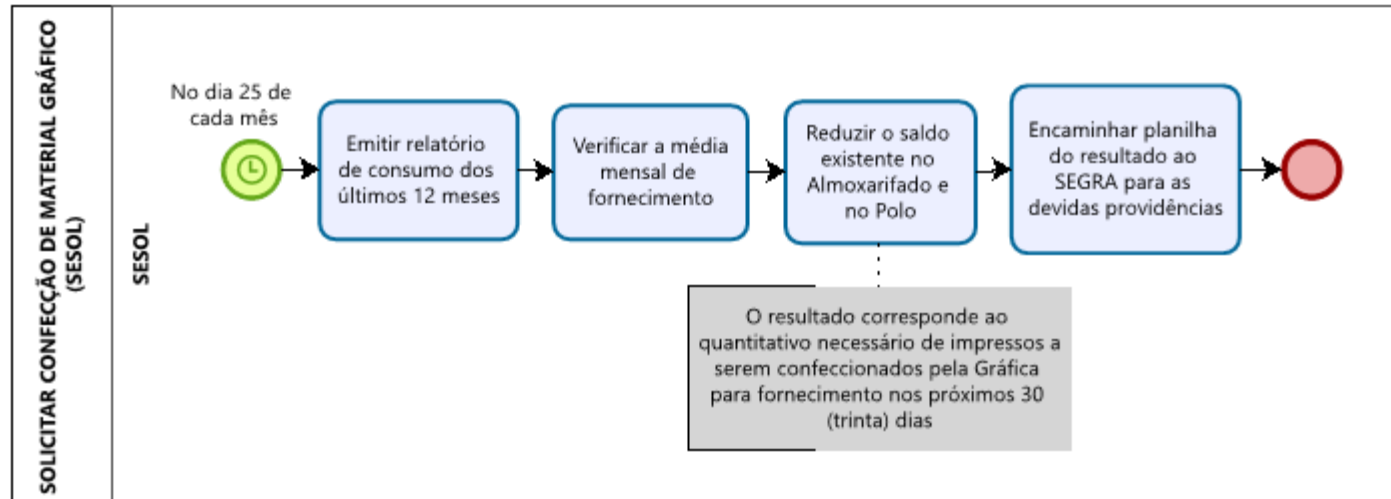 SOLICITAR CONFECÇÃO DE MATERIAL GRÁFICO
(SESOL)
SESOL
No dia 25 de
cada mês
Emitir relatório
de consumo dos
últimos 12 meses
Verificar a média
mensal de
fornecimento
Reduzir o saldo
existente no
Almoxarifado e
no Polo
Encaminhar planilha
do resultado ao
SEGRA para as
devidas providências
O resultado corresponde ao
quantitativo necessário de impressos a
serem confeccionados pela Gráfica
para fornecimento nos próximos 30
(trinta) dias